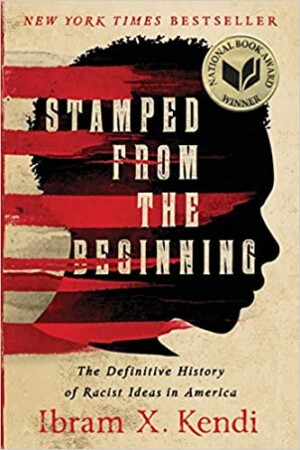 NEW YORK TIMES BESTSELLER
NATIONAL BOOK AWARD
WINNER
STAMPED
FROM
THE
BEGINNING
The Definitive History
of Racist Ideas in America
Ibram X. Kendi